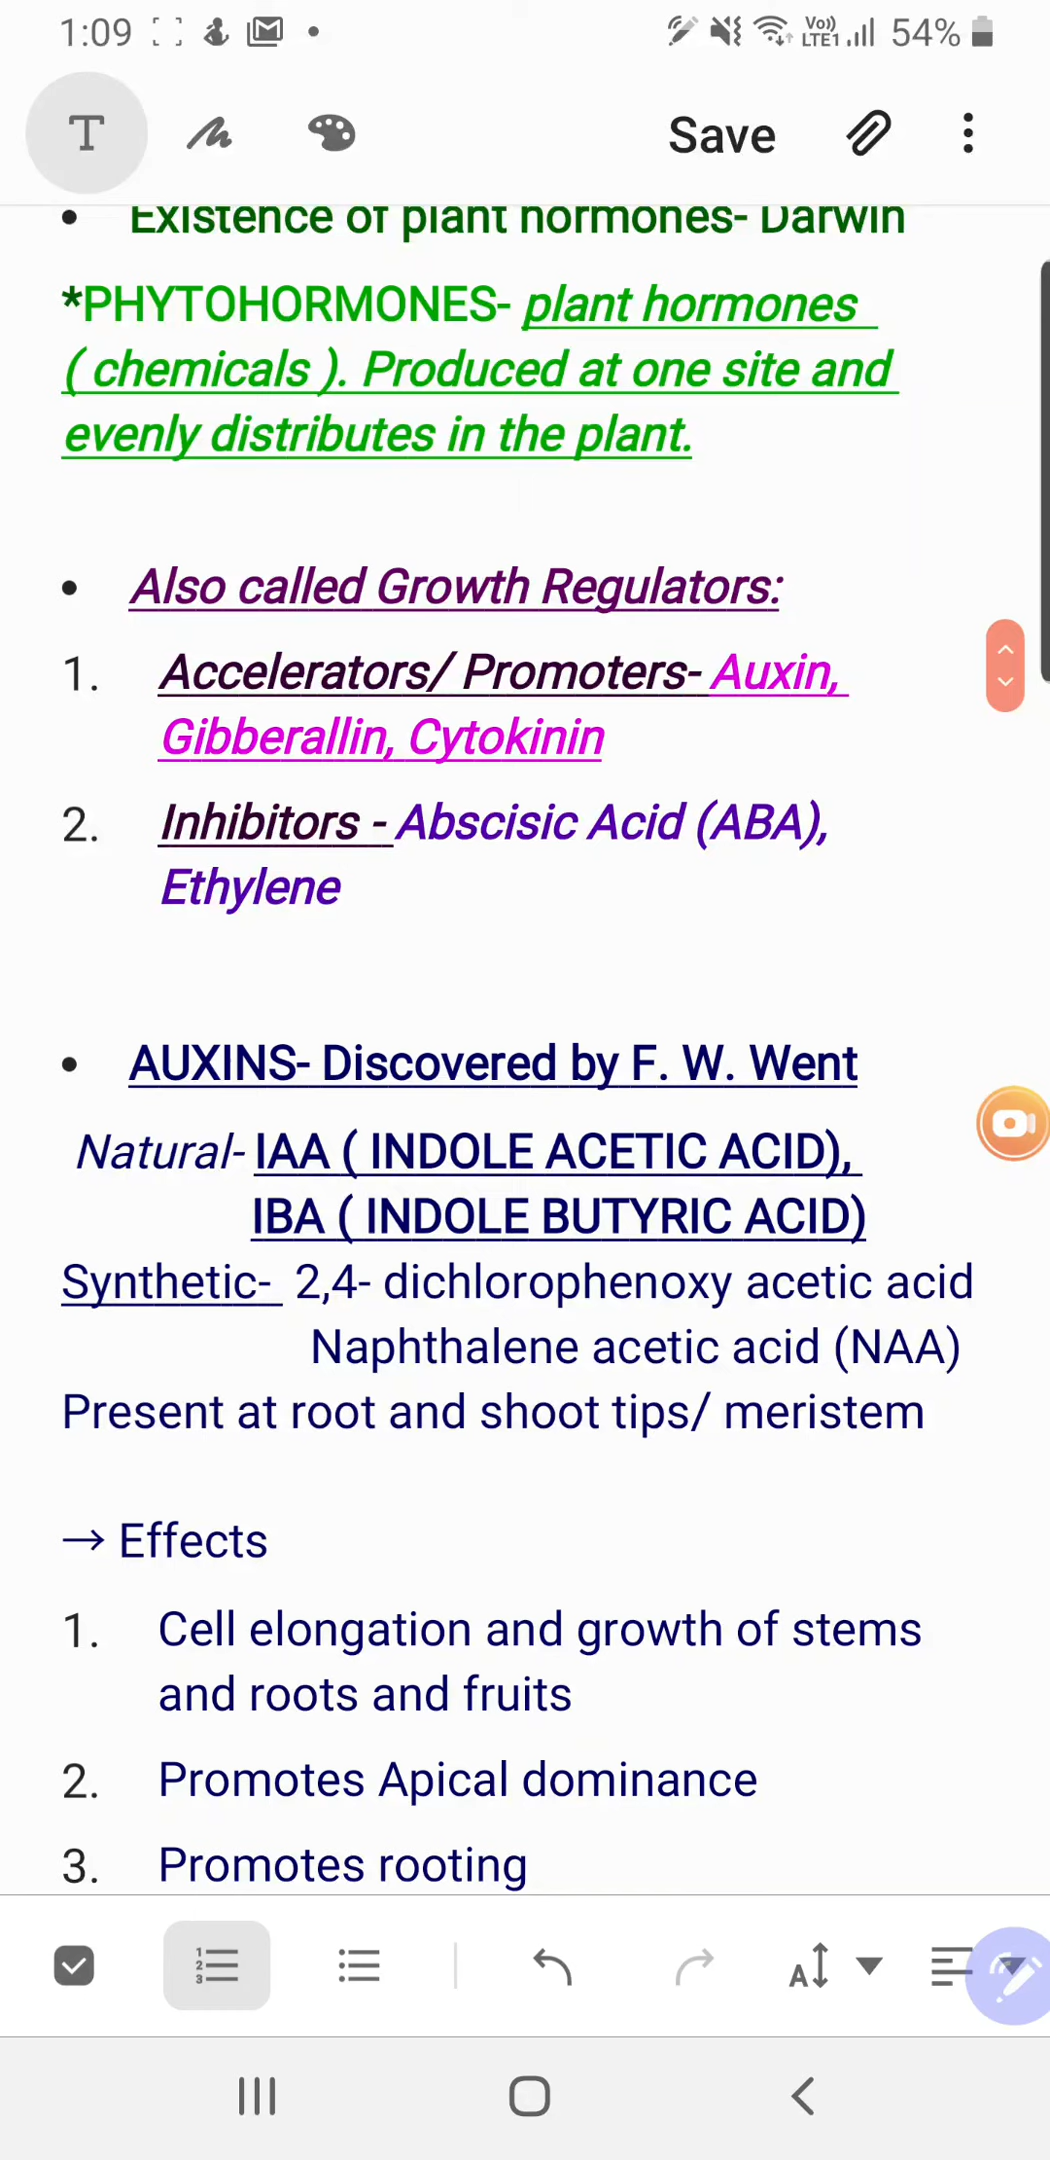 1:09
Vo))
LTE1
54%
T
Save
• Existence of plant hormones- Darwin
*PHYTOHORMONES- plant hormones
( chemicals ). Produced at one site and
evenly distributes in the plant.
• Also called Growth Regulators:
1. Accelerators/ Promoters- Auxin,
Gibberallin, Cytokinin
2. Inhibitors - Abscisic Acid (ABA),
Ethylene
• AUXINS- Discovered by F. W. Went
Natural- IAA ( INDOLE ACETIC ACID),
IBA ( INDOLE BUTYRIC ACID)
Synthetic- 2,4- dichlorophenoxy acetic acid
Naphthalene acetic acid (NAA)
Present at root and shoot tips/ meristem
→ Effects
1. Cell elongation and growth of stems
and roots and fruits
2. Promotes Apical dominance
3. Promotes rooting